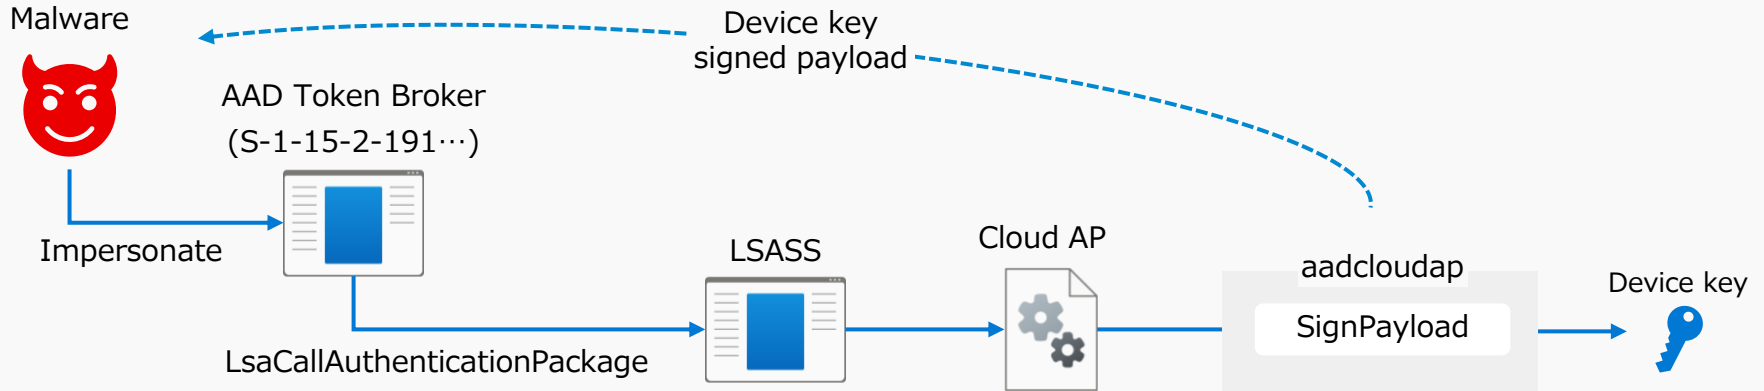 Malware
Device key
signed payload
AAD Token Broker
(S-1-15-2-191…)
Impersonate
LSASS
Cloud AP
aadcloudap
Device key
SignPayload
LsaCallAuthenticationPackage